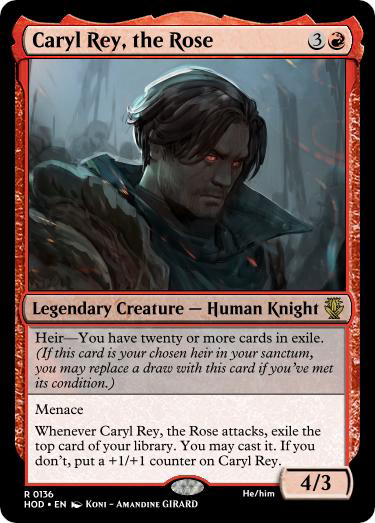 Caryl Rey, the Rose 3
Legendary Creature — Human Knight
Heir—You have twenty or more cards in exile.
(If this card is your chosen heir in your sanctum,
you may replace a draw with this card if you've met
its condition.)
Menace
Whenever Caryl Rey, the Rose attacks, exile the
top card of your library. You may cast it. If you
don't, put a +1/+1 counter on Caryl Rey.
4/3
R 0136 He/him
HOD • EN Koni – Amandine GIRARD